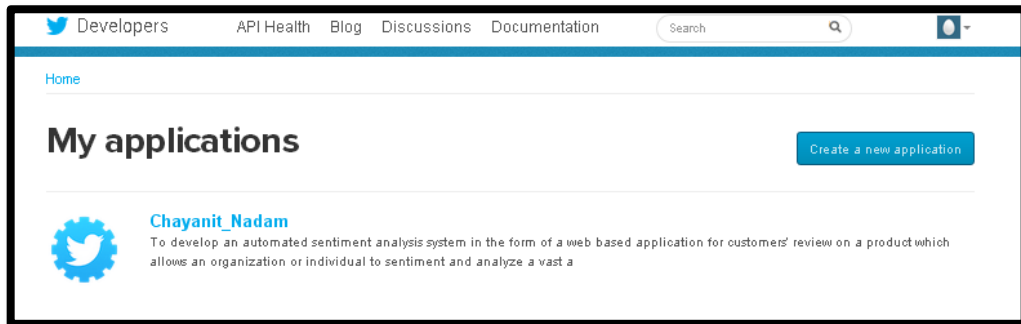 Developers API Health Blog Discussions Documentation Search
Home
My applications
Create a new application
Chayanit_Nadam
To develop an automated sentiment analysis system in the form of a web based application for customers' review on a product which
allows an organization or individual to sentiment and analyze a vast a